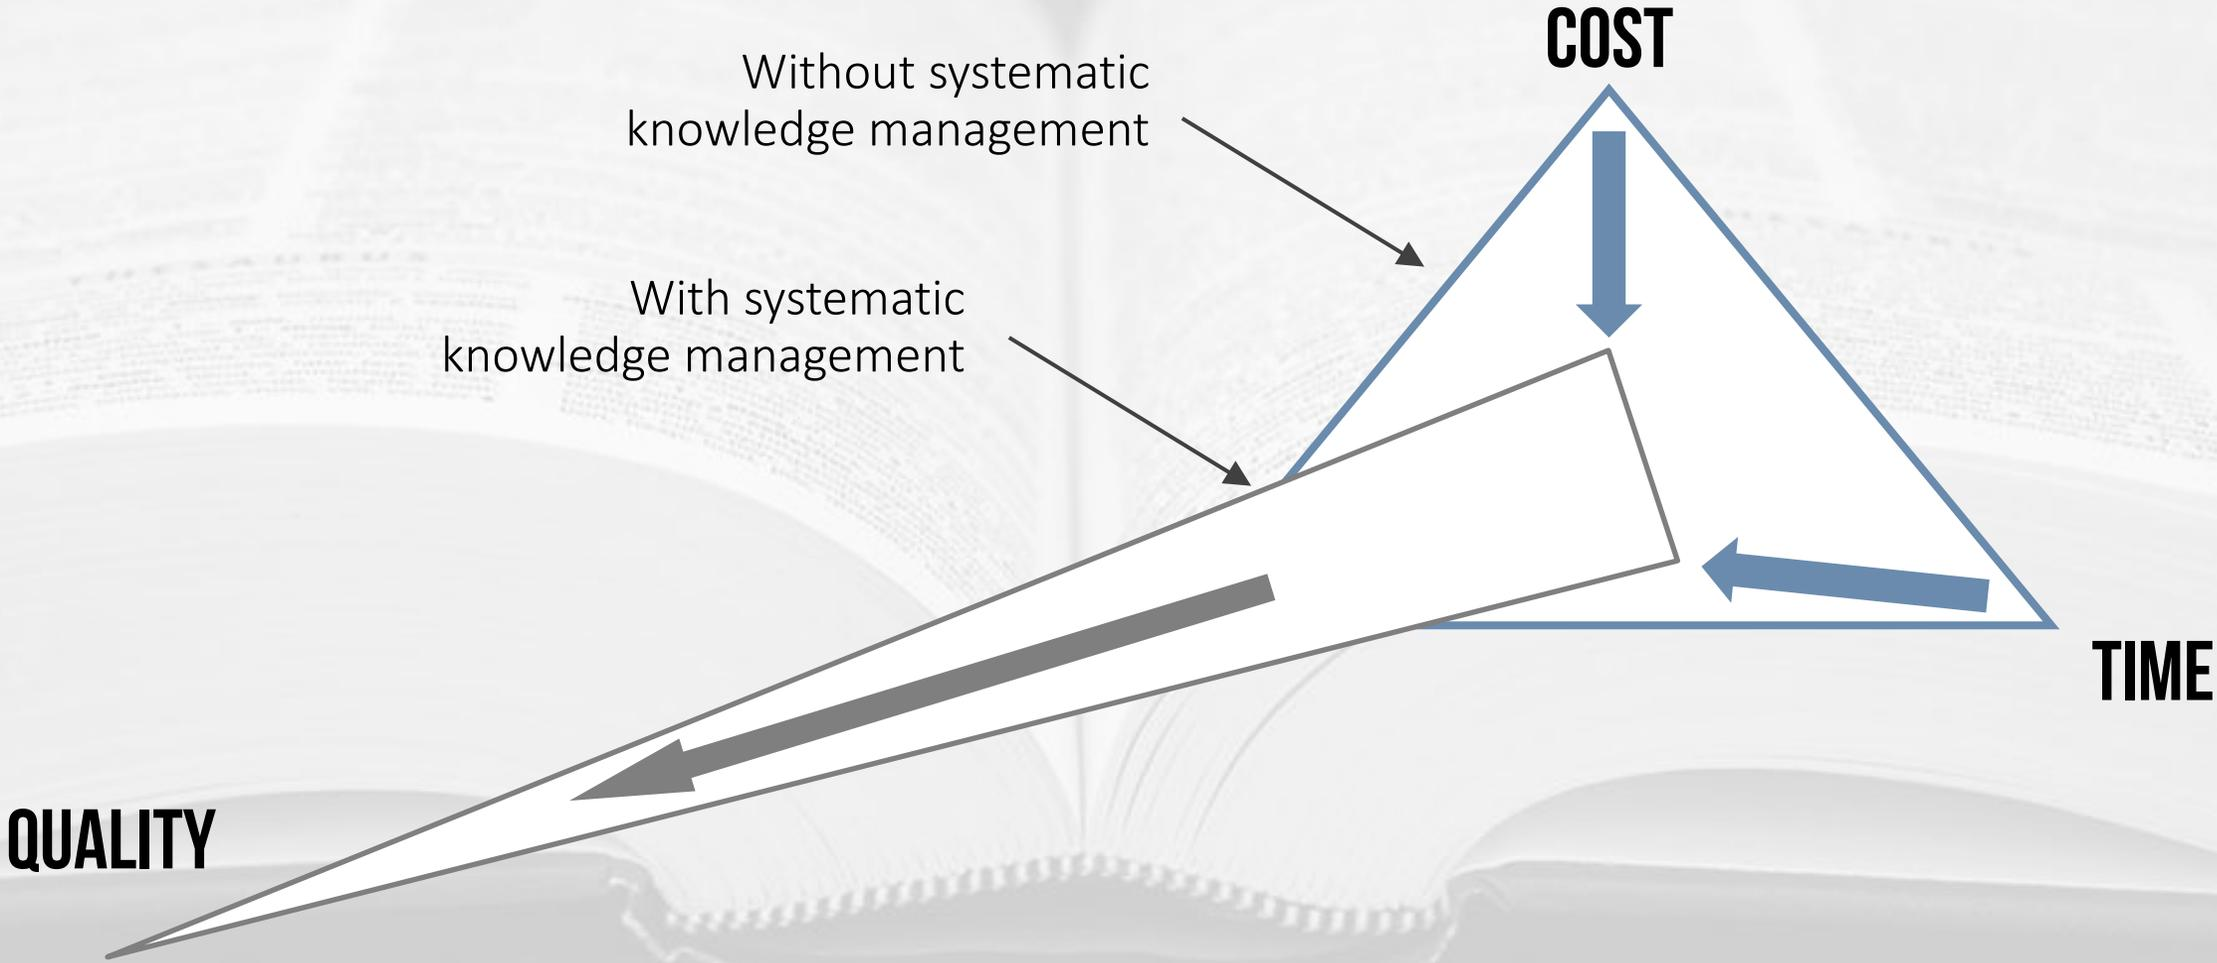 COST
Without systematic
knowledge management
With systematic
knowledge management
TIME
QUALITY